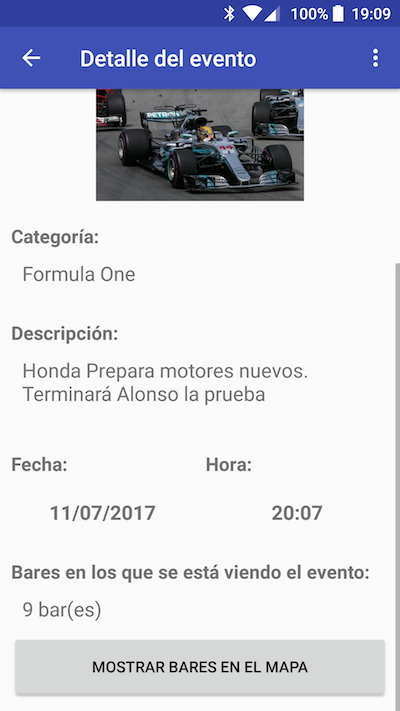 100% 19:09
Detalle del evento
PETRONAS
44
Categoría:
Formula One
Descripción:
Honda Prepara motores nuevos.
Terminará Alonso la prueba
Fecha: Hora:
11/07/2017 20:07
Bares en los que se está viendo el evento:
9 bar(es)
MOSTRAR BARES EN EL MAPA